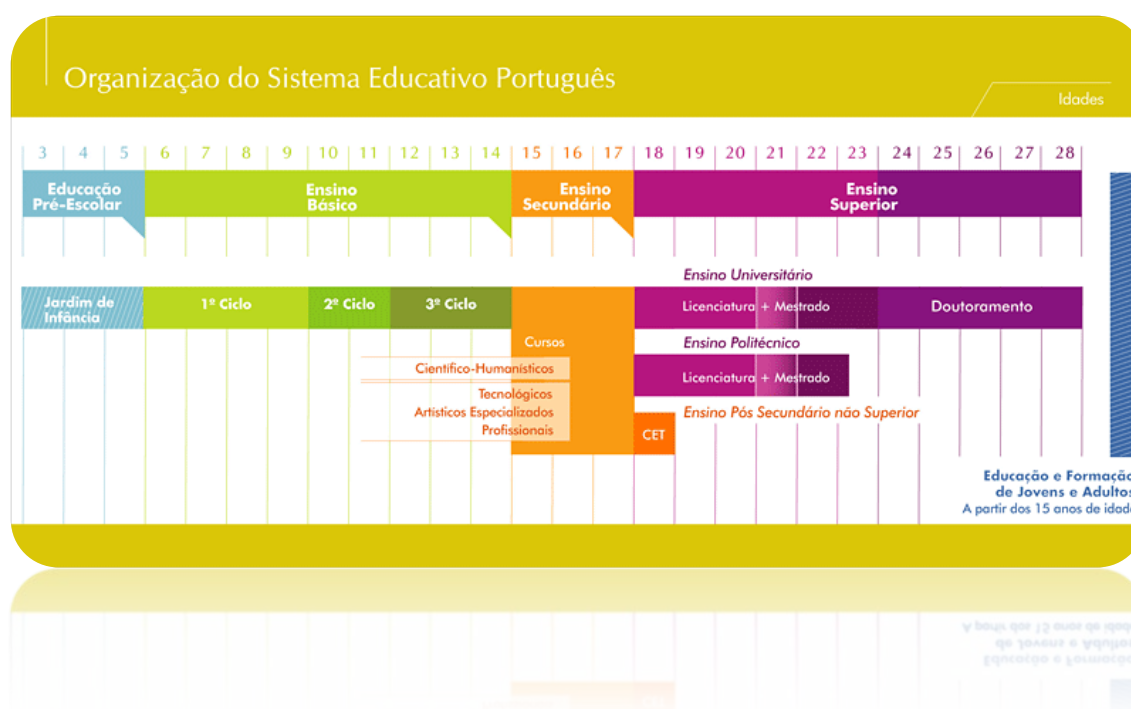 Organização do Sistema Educativo Português
Idades
3 4 5 6 7 8 9 10 11 12 13 14 15 16 17 18 19 20 21 22 23 24 25 26 27 28
Educação
Pré-Escolar
Ensino
Básico
Ensino
Secundário
Ensino
Superior
Ensino Universitário
Jardim de
Infância
1º Ciclo
2º Ciclo
3º Ciclo
Licenciatura + Mestrado
Doutoramento
Cursos
Ensino Politécnico
Científico-Humanísticos
Licenciatura + Mestrado
Tecnológicos
Artísticos Especializados
Profissionais
Ensino Pós Secundário não Superior
CET
Educação e Formação
de Jovens e Adultos
A partir dos 15 anos de idade